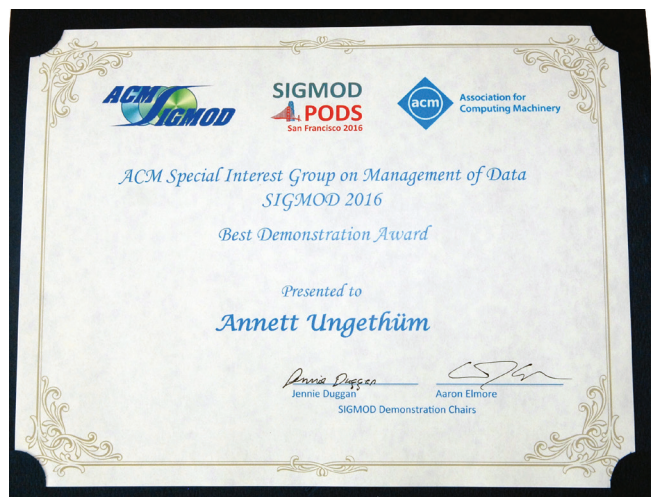 ACM SIGMOD
SIGMOD
PODS
San Francisco 2016
acm
Association for
Computing Machinery
ACM Special Interest Group on Management of Data
SIGMOD 2016
Best Demonstration Award
Presented to
Annett Ungethüm
Jennie Duggan
Jennie Duggan
Aaron Elmore
SIGMOD Demonstration Chairs